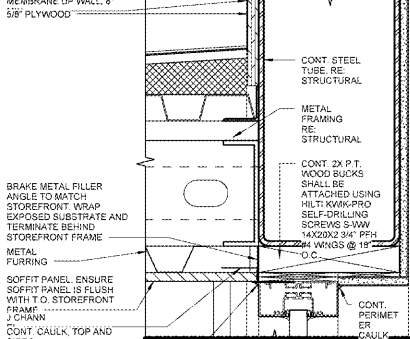 MEMBRANE UP WALL, 8"
5/8" PLYWOOD
CONT. STEEL
TUBE. RE:
STRUCTURAL
METAL
FRAMING
RE:
STRUCTURAL
CONT. 2X P.T.
WOOD BUCKS
SHALL BE
ATTACHED USING
HILTI KWIK-PRO
SELF-DRILLING
SCREWS S-WW
14X20X2 3/4" PFH
#4 WINGS @ 18"
O.C.
BRAKE METAL FILLER
ANGLE TO MATCH
STOREFRONT. WRAP
EXPOSED SUBSTRATE AND
TERMINATE BEHIND
STOREFRONT FRAME
METAL
FURRING
SOFFIT PANEL. ENSURE
SOFFIT PANEL IS FLUSH
WITH T.O. STOREFRONT
FRAME
J CHANN
CONT. CAULK, TOP AND
CONT.
PERIMET
ER
CAULK